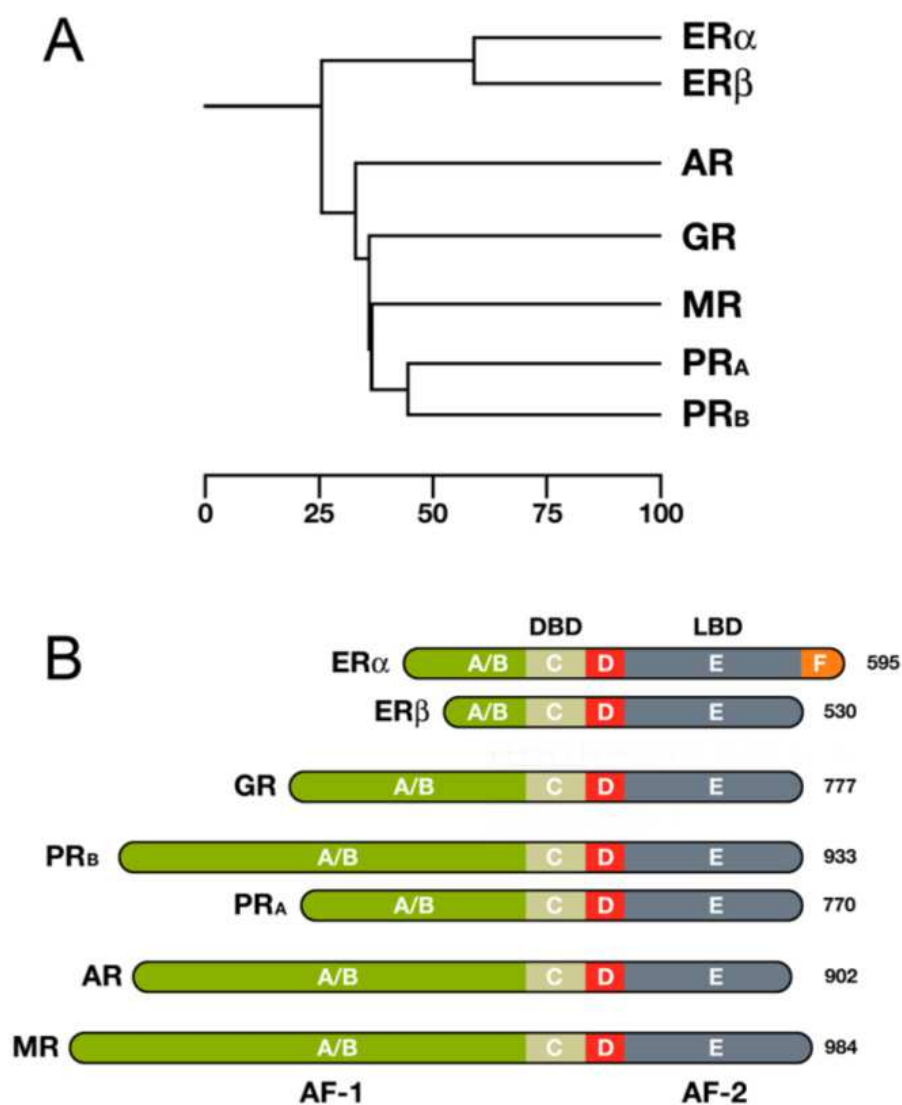 A
ERα
ERβ
AR
GR
MR
PRA
PRB
0 25 50 75 100
B
DBD LBD
ERα A/B C D E F 595
ERβ A/B C D E 530
GR A/B C D E 777
PRB A/B C D E 933
PRA A/B C D E 770
AR A/B C D E 902
MR A/B C D E 984
AF-1 AF-2